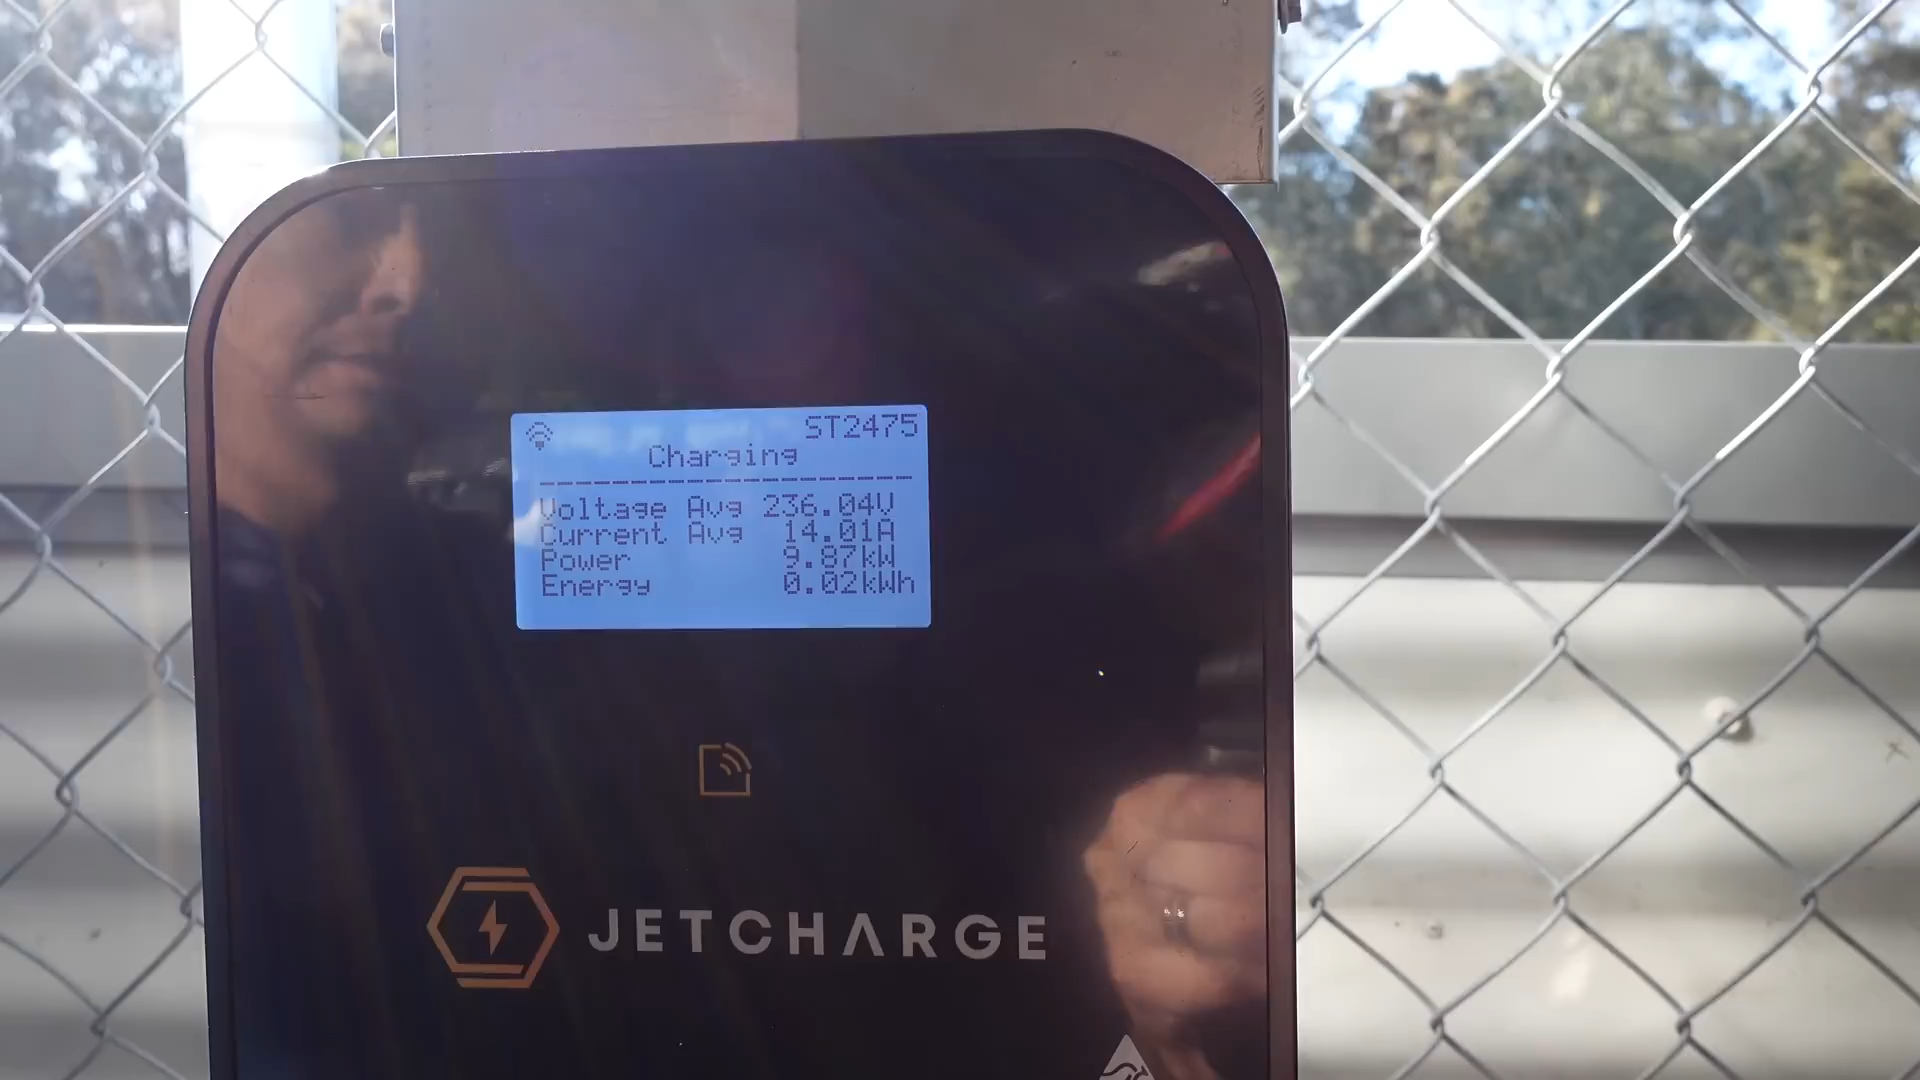 ST2475
Charging
Voltage Avg 236.04V
Current Avg 14.01A
Power 9.87kW
Energy 0.02kWh
JETCHARGE